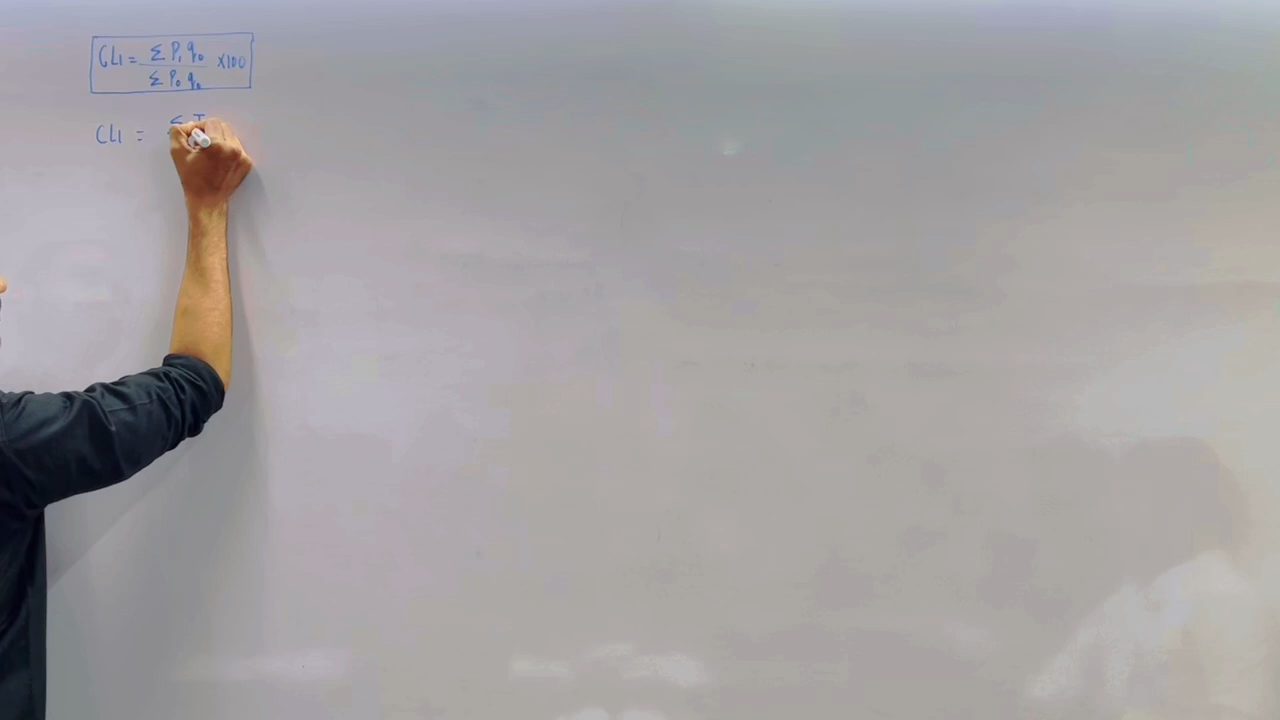 CLI = Σ P₁ q₀ / Σ P₀ q₀ ×100
CLI = Σ I